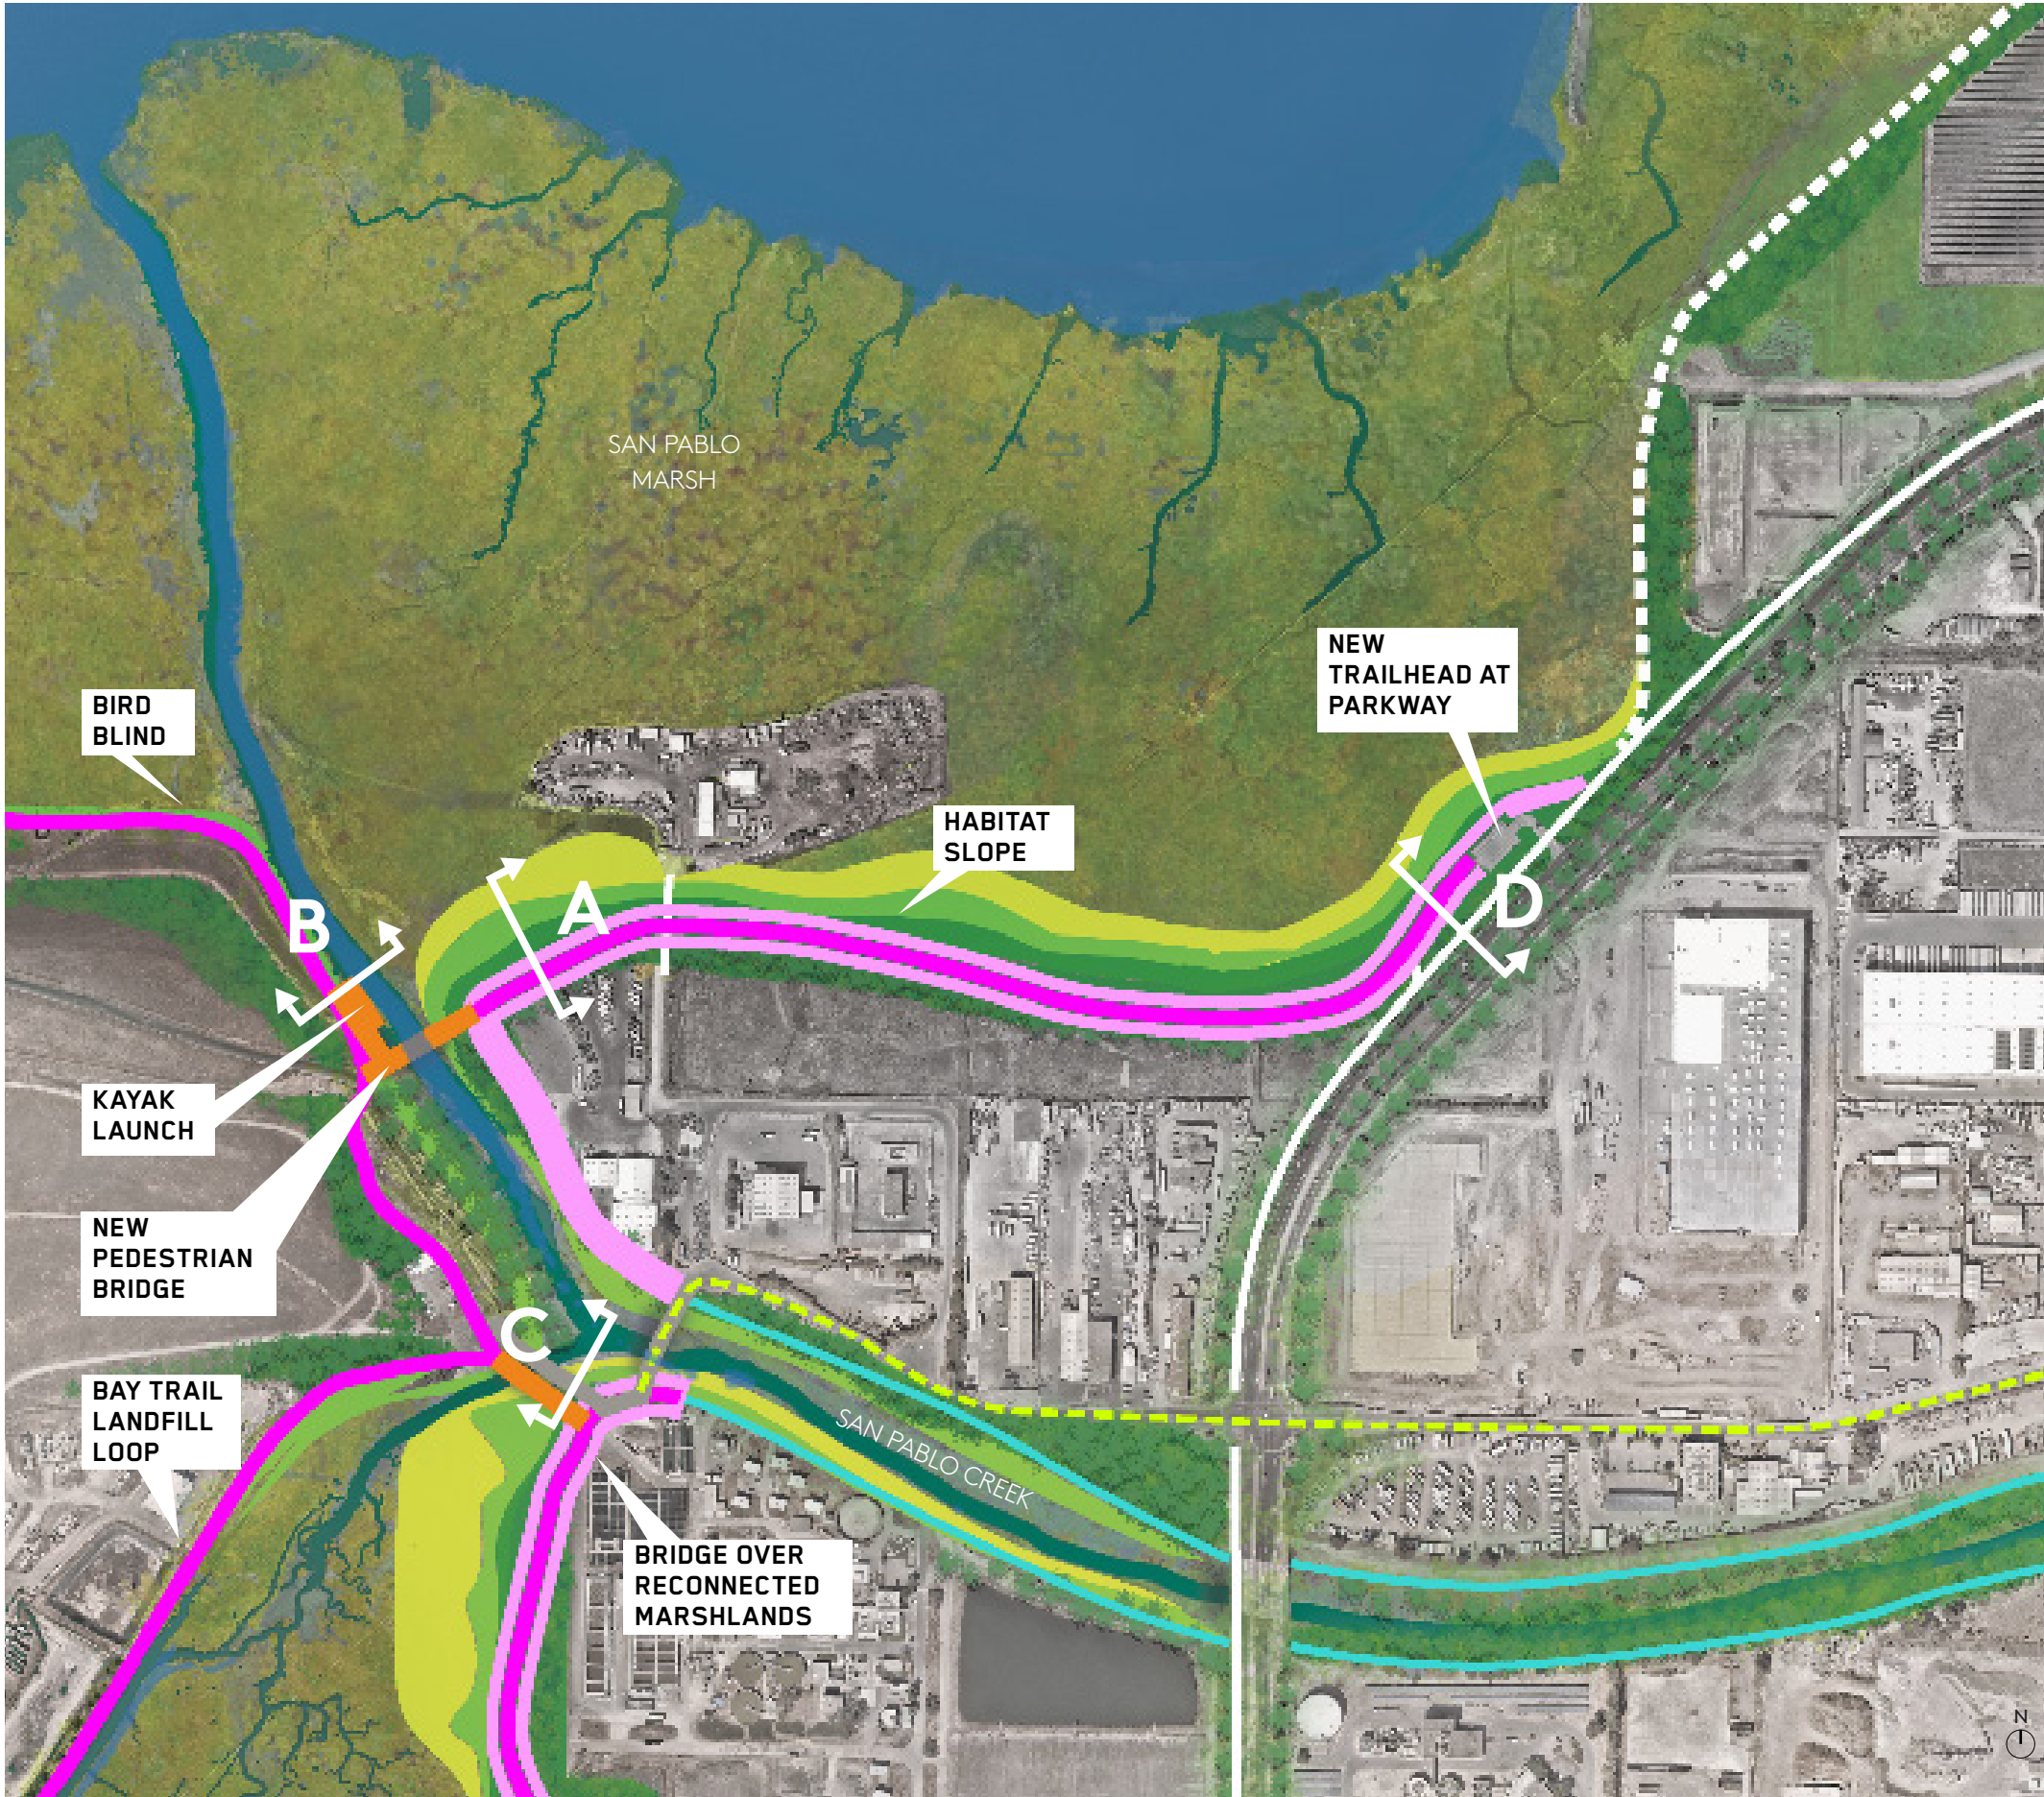 SAN PABLO
MARSH
NEW
TRAILHEAD AT
PARKWAY
BIRD
BLIND
HABITAT
SLOPE
A
B
D
KAYAK
LAUNCH
NEW
PEDESTRIAN
BRIDGE
C
BAY TRAIL
LANDFILL
LOOP
SAN PABLO CREEK
BRIDGE OVER
RECONNECTED
MARSHLANDS
N